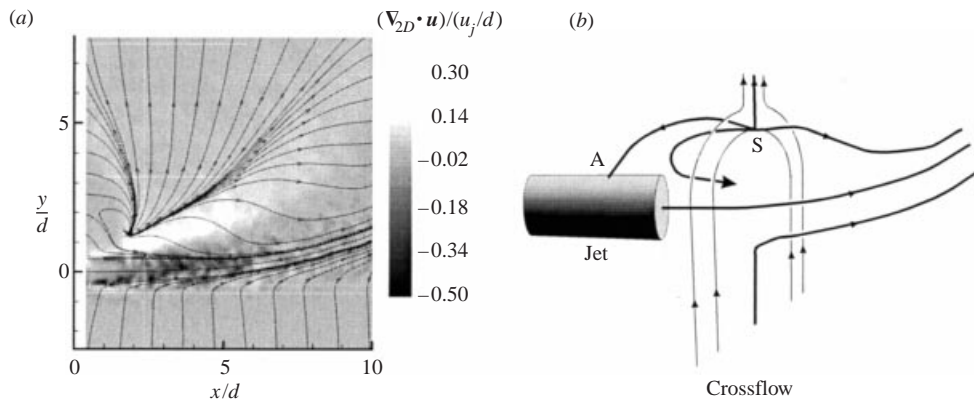 (a)
(∇2D • u)/(uj/d)
(b)
5
0
y
d
0
5
10
x/d
0.30
0.14
−0.02
−0.18
−0.34
−0.50
A
S
Jet
Crossflow